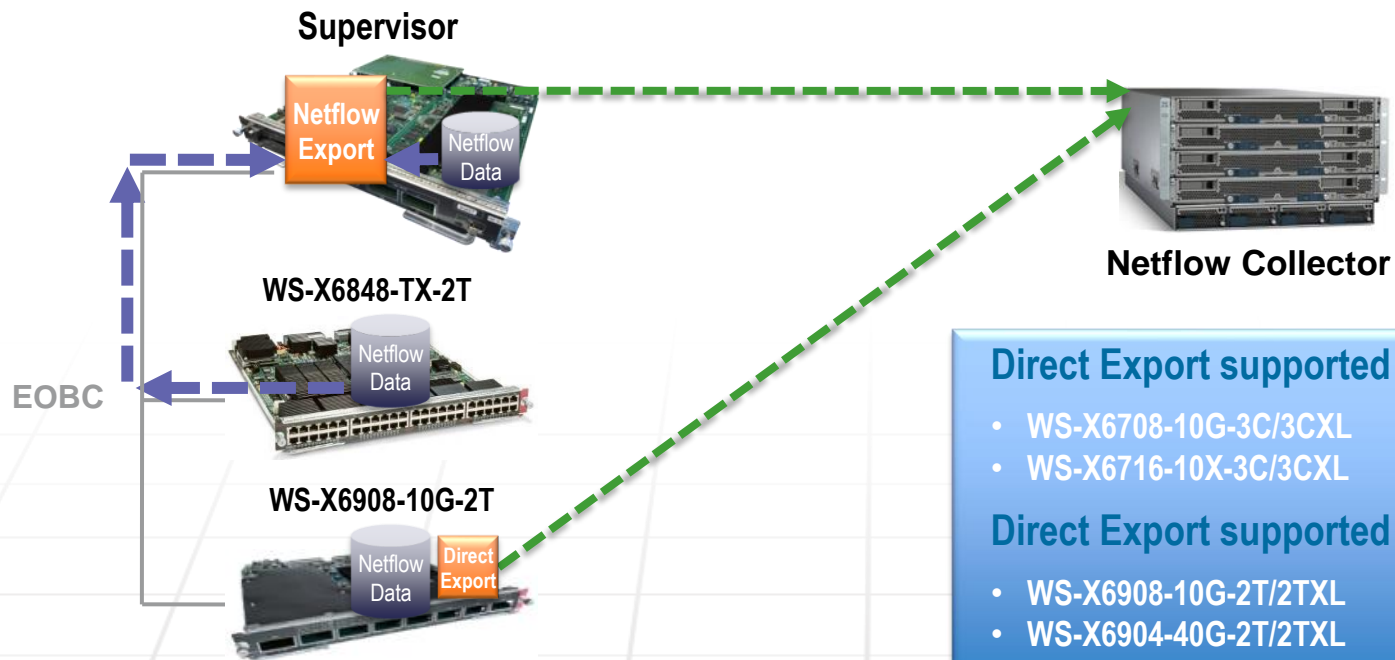 Supervisor
Netflow
Export
Netflow
Data
Netflow Collector
WS-X6848-TX-2T
Netflow
Data
EOBC
WS-X6908-10G-2T
Netflow
Data
Direct
Export
Direct Export supported
• WS-X6708-10G-3C/3CXL
• WS-X6716-10X-3C/3CXL
Direct Export supported
• WS-X6908-10G-2T/2TXL
• WS-X6904-40G-2T/2TXL